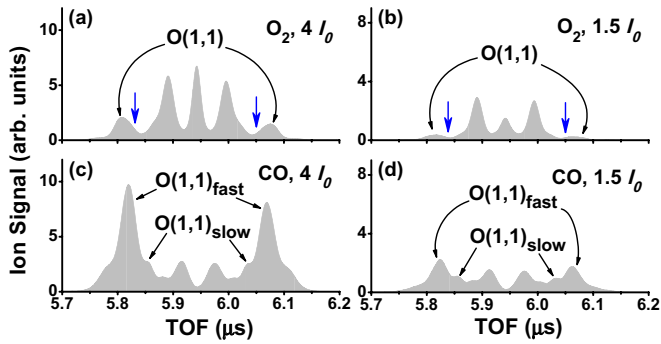 Ion Signal (arb. units)
(a)
O(1,1)
O2, 4 I0
10
5
0
(b)
O(1,1)
O2, 1.5 I0
8
4
0
(c)
CO, 4 I0
O(1,1)fast
O(1,1)slow
10
5
0
5.7 5.8 5.9 6.0 6.1 6.2
TOF (μs)
(d)
CO, 1.5 I0
O(1,1)fast
O(1,1)slow
8
4
0
5.7 5.8 5.9 6.0 6.1 6.2
TOF (μs)